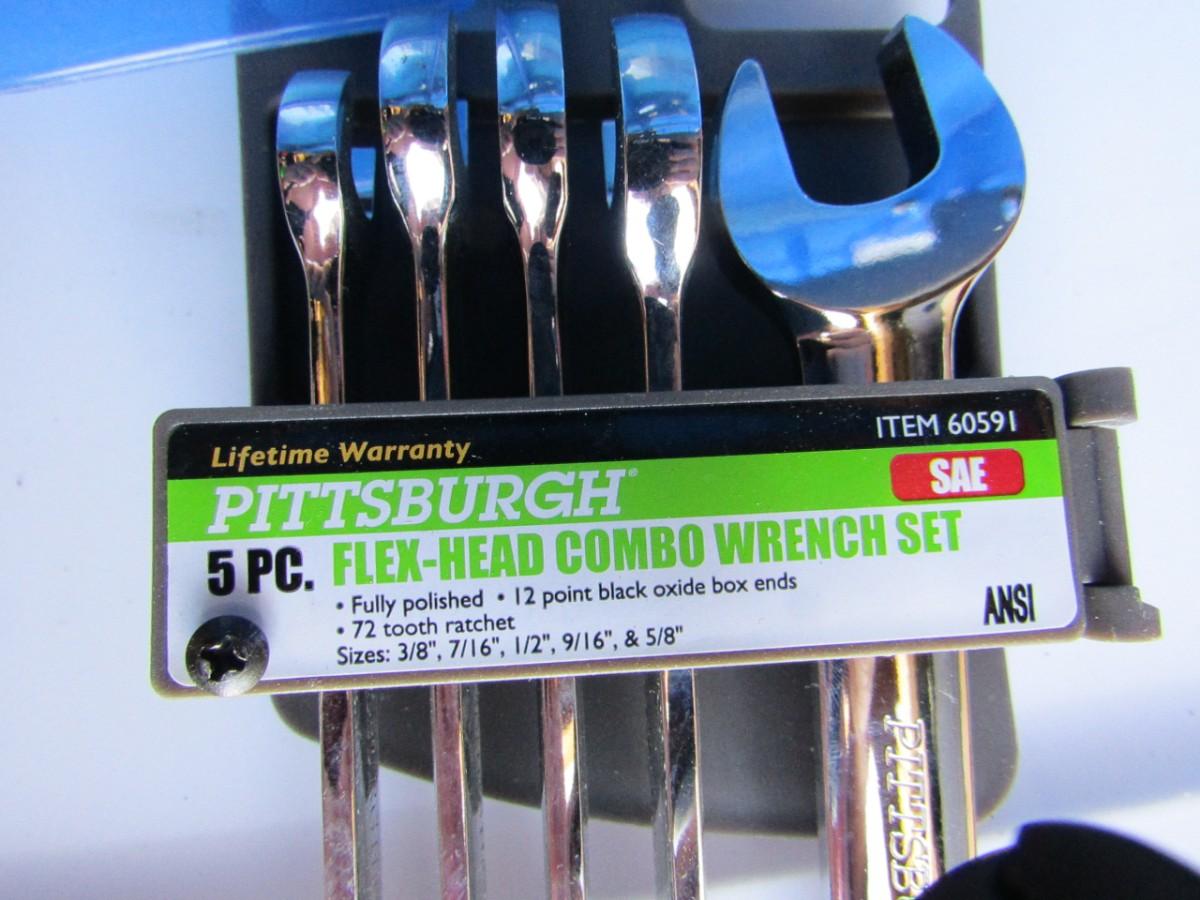 Lifetime Warranty
ITEM 60591
PITTSBURGH®
SAE
5 PC. FLEX-HEAD COMBO WRENCH SET
• Fully polished • 12 point black oxide box ends
• 72 tooth ratchet
ANSI
Sizes: 3/8", 7/16", 1/2", 9/16", & 5/8"
PITTSB